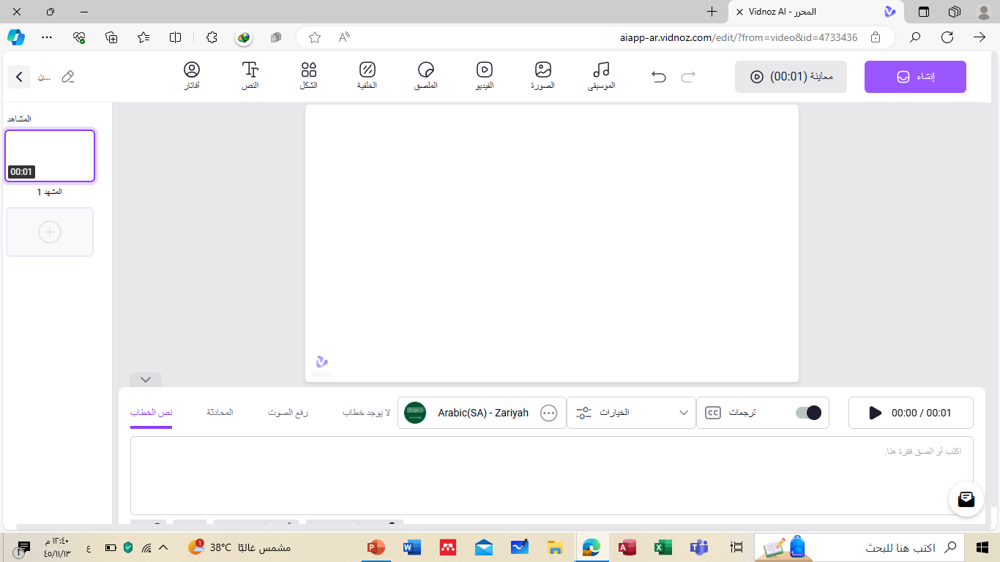 Vidnoz AI - المحرر
aiapp-ar.vidnoz.com/edit/?from=video&id=4733436
ن...
أفاتار
النص
الشكل
الخلفية
الملصق
الفيديو
الصورة
الموسيقى
معاينة (00:01)
إنشاء
المشاهد
00:01
المشهد 1
نص الخطاب
المحادثة
رفع الصوت
لا يوجد خطاب
Arabic(SA) - Zariyah
الخيارات
CC
ترجمات
00:00 / 00:01
اكتب أو الصق فقرة هنا.
اكتب هنا للبحث
38°C مشمس غالبًا
1
ع
١٢:٤٠ م
٤٥/١١/١٣